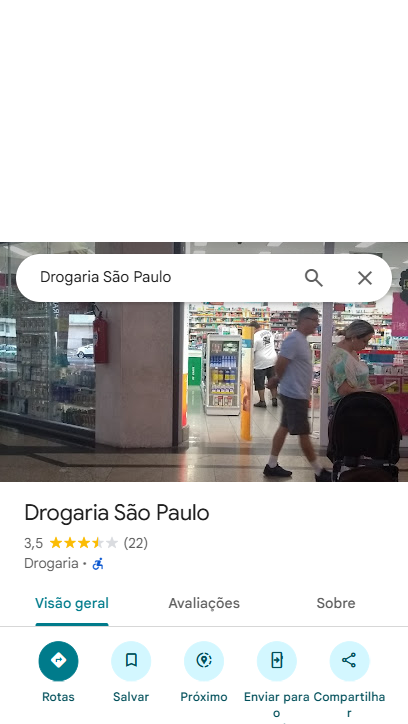 Drogaria São Paulo
Drogaria São Paulo
3,5 (22)
Drogaria •
Visão geral Avaliações Sobre
Rotas Salvar Próximo Enviar para o Compartilhar